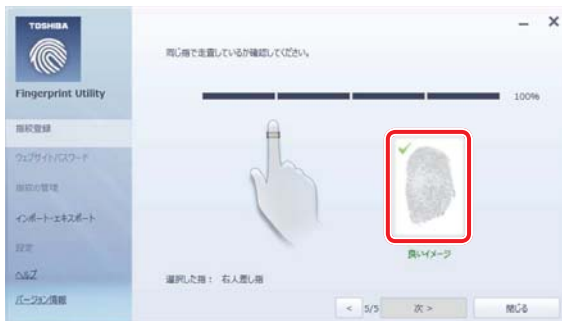 TOSHIBA
Fingerprint Utility
指紋登録
ウェブサイトパスワード
指紋の管理
インポート・エキスポート
設定
ヘルプ
バージョン情報
同じ指で走査しているか確認してください。
100%
良いイメージ
選択した指： 右人差し指
< 5/5 次 > 閉じる